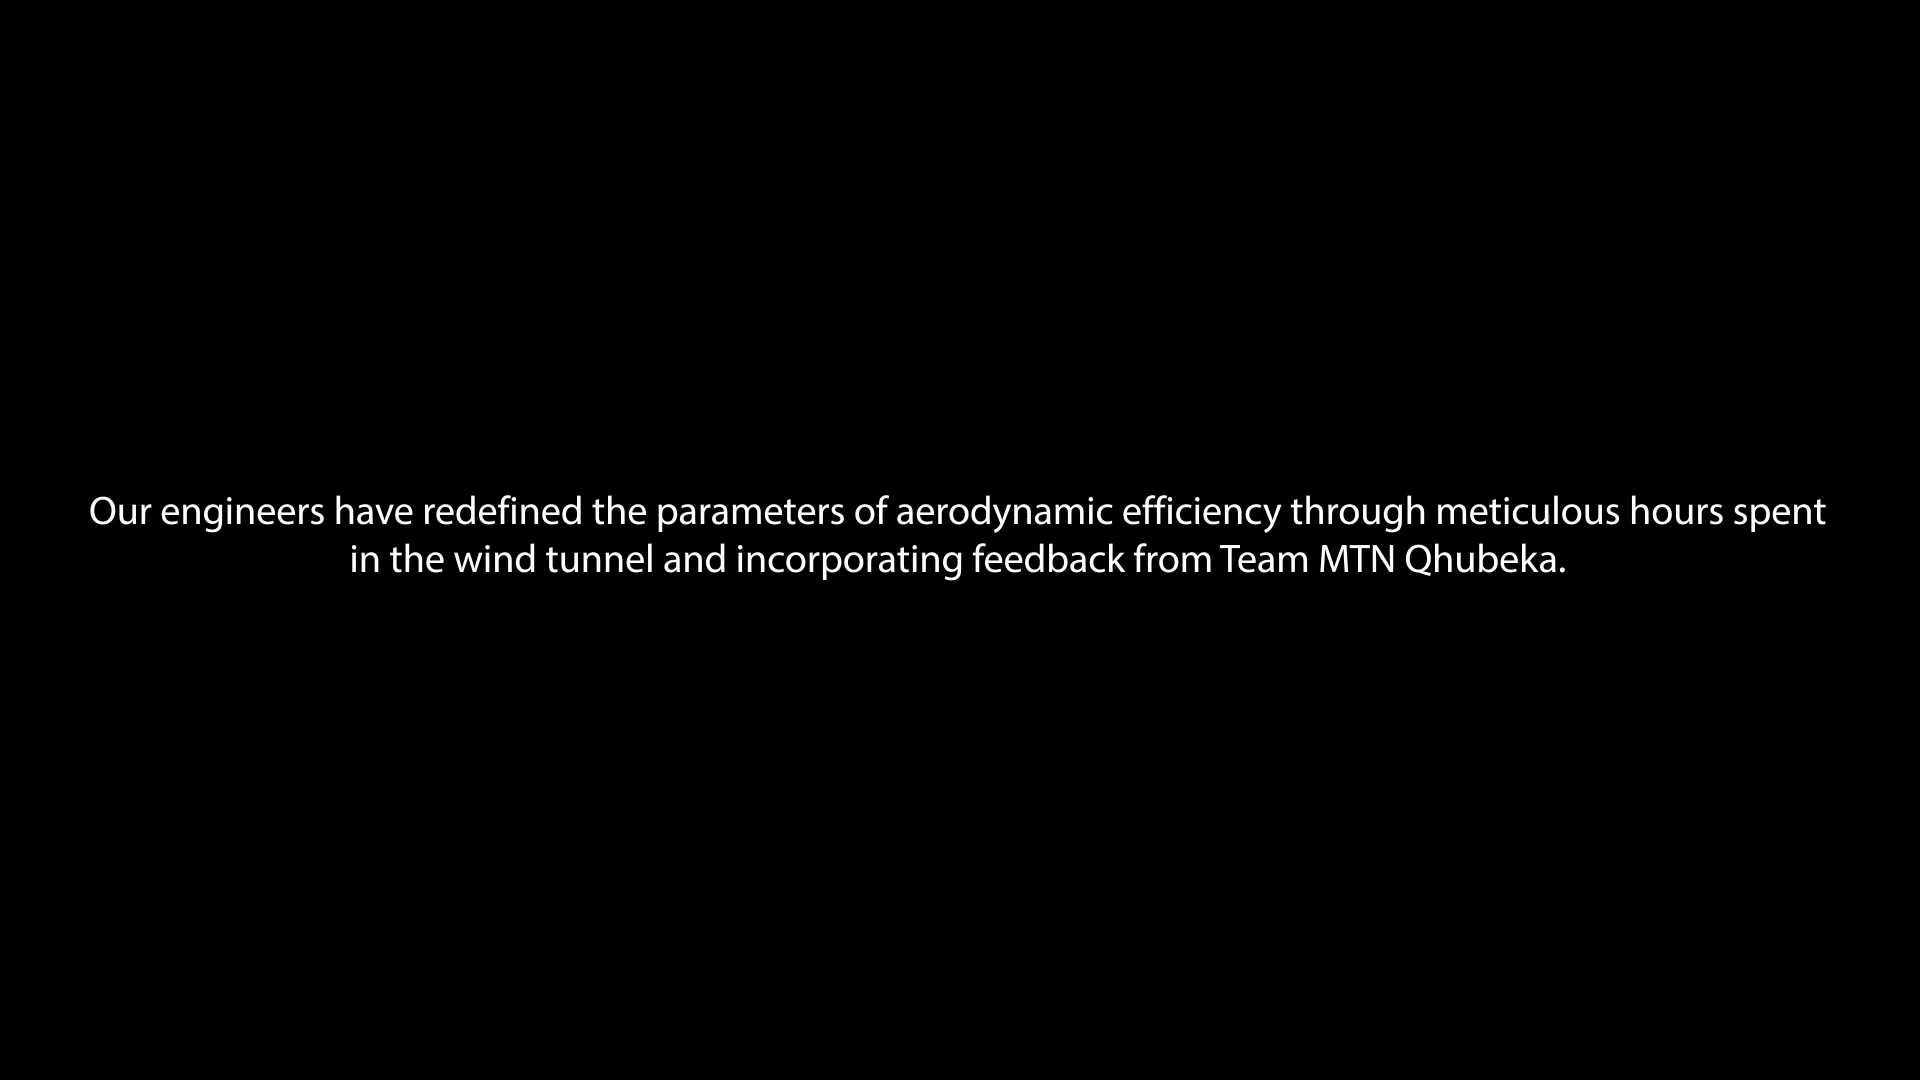 Our engineers have redefined the parameters of aerodynamic efficiency through meticulous hours spent
in the wind tunnel and incorporating feedback from Team MTN Qhubeka.